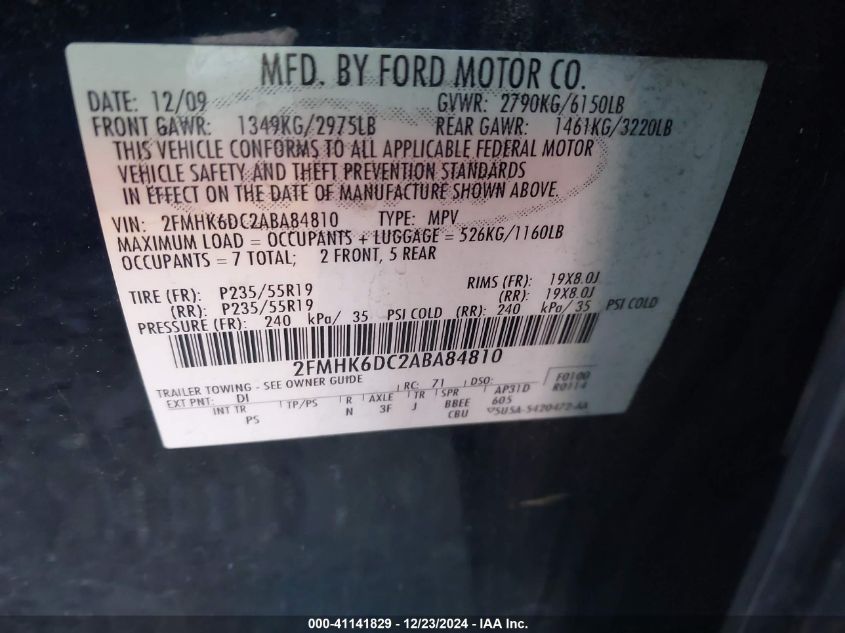 MFD. BY FORD MOTOR CO.
DATE: 12/09 GVWR: 2790KG/6150LB
FRONT GAWR: 1349KG/2975LB REAR GAWR: 1461KG/3220LB
THIS VEHICLE CONFORMS TO ALL APPLICABLE FEDERAL MOTOR
VEHICLE SAFETY AND THEFT PREVENTION STANDARDS
IN EFFECT ON THE DATE OF MANUFACTURE SHOWN ABOVE.
VIN: 2FMHK6DC2ABA84810 TYPE: MPV
MAXIMUM LOAD = OCCUPANTS + LUGGAGE = 526KG/1160LB
OCCUPANTS = 7 TOTAL; 2 FRONT, 5 REAR
TIRE (FR): P235/55R19 RIMS (FR): 19X8.0J
(RR): P235/55R19 (RR): 19X8.0J
PRESSURE (FR): 240 kPa/ 35 PSI COLD (RR): 240 kPa/ 35 PSI COLD
2FMHK6DC2ABA84810
TRAILER TOWING - SEE OWNER GUIDE
EXT PNT: DI RC: 71 DSO: F0100
R0114
INT TR TP/PS R AXLE TR SPR AP31D
PS N 3F J BBEE 605
CBU 5U5A-5420472-AA
000-41141829 - 12/23/2024 - IAA Inc.